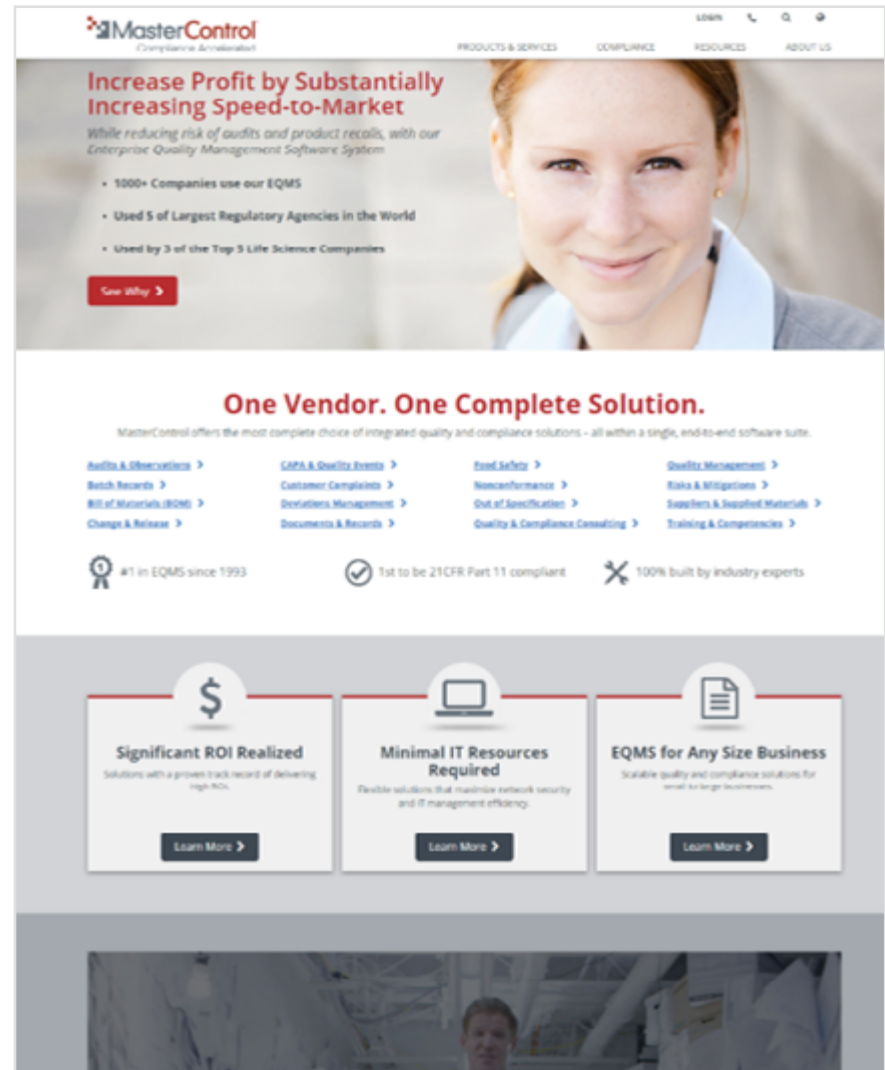 MasterControl
Compliance Accelerated
LOGIN
PRODUCTS & SERVICES COMPLIANCE RESOURCES ABOUT US
Increase Profit by Substantially
Increasing Speed-to-Market
While reducing risk of audits and product recalls, with our
Enterprise Quality Management Software System
• 1000+ Companies use our EQMS
• Used 5 of Largest Regulatory Agencies in the World
• Used by 3 of the Top 5 Life Science Companies
See Why
One Vendor. One Complete Solution.
MasterControl offers the most complete choice of integrated quality and compliance solutions – all within a single, end-to-end software suite.
Audits & Observations CAPA & Quality Events Food Safety Quality Management
Batch Records Customer Complaints Nonconformance Risks & Mitigations
Bill of Materials (BOM) Deviations Management Out of Specification Suppliers & Supplied Materials
Change & Release Documents & Records Quality & Compliance Consulting Training & Competencies
1
#1 in EQMS since 1993 1st to be 21CFR Part 11 compliant 100% built by industry experts
$
Significant ROI Realized
Solutions with a proven track record of delivering
high ROI.
Learn More
Minimal IT Resources
Required
Flexible solutions that maximize network security
and IT management efficiency.
Learn More
EQMS for Any Size Business
Scalable quality and compliance solutions for
small to large businesses.
Learn More